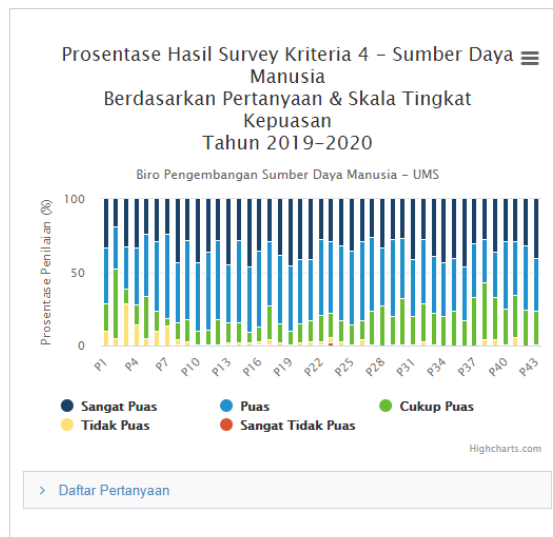 Prosentase Hasil Survey Kriteria 4 – Sumber Daya
Manusia
Berdasarkan Pertanyaan & Skala Tingkat
Kepuasan
Tahun 2019–2020
Biro Pengembangan Sumber Daya Manusia – UMS
Prosentase Penilaian (%)
100
50
0
P1 P4 P7 P10 P13 P16 P19 P22 P25 P28 P31 P34 P37 P40 P43
Sangat Puas Puas Cukup Puas
Tidak Puas Sangat Tidak Puas
Highcharts.com
> Daftar Pertanyaan